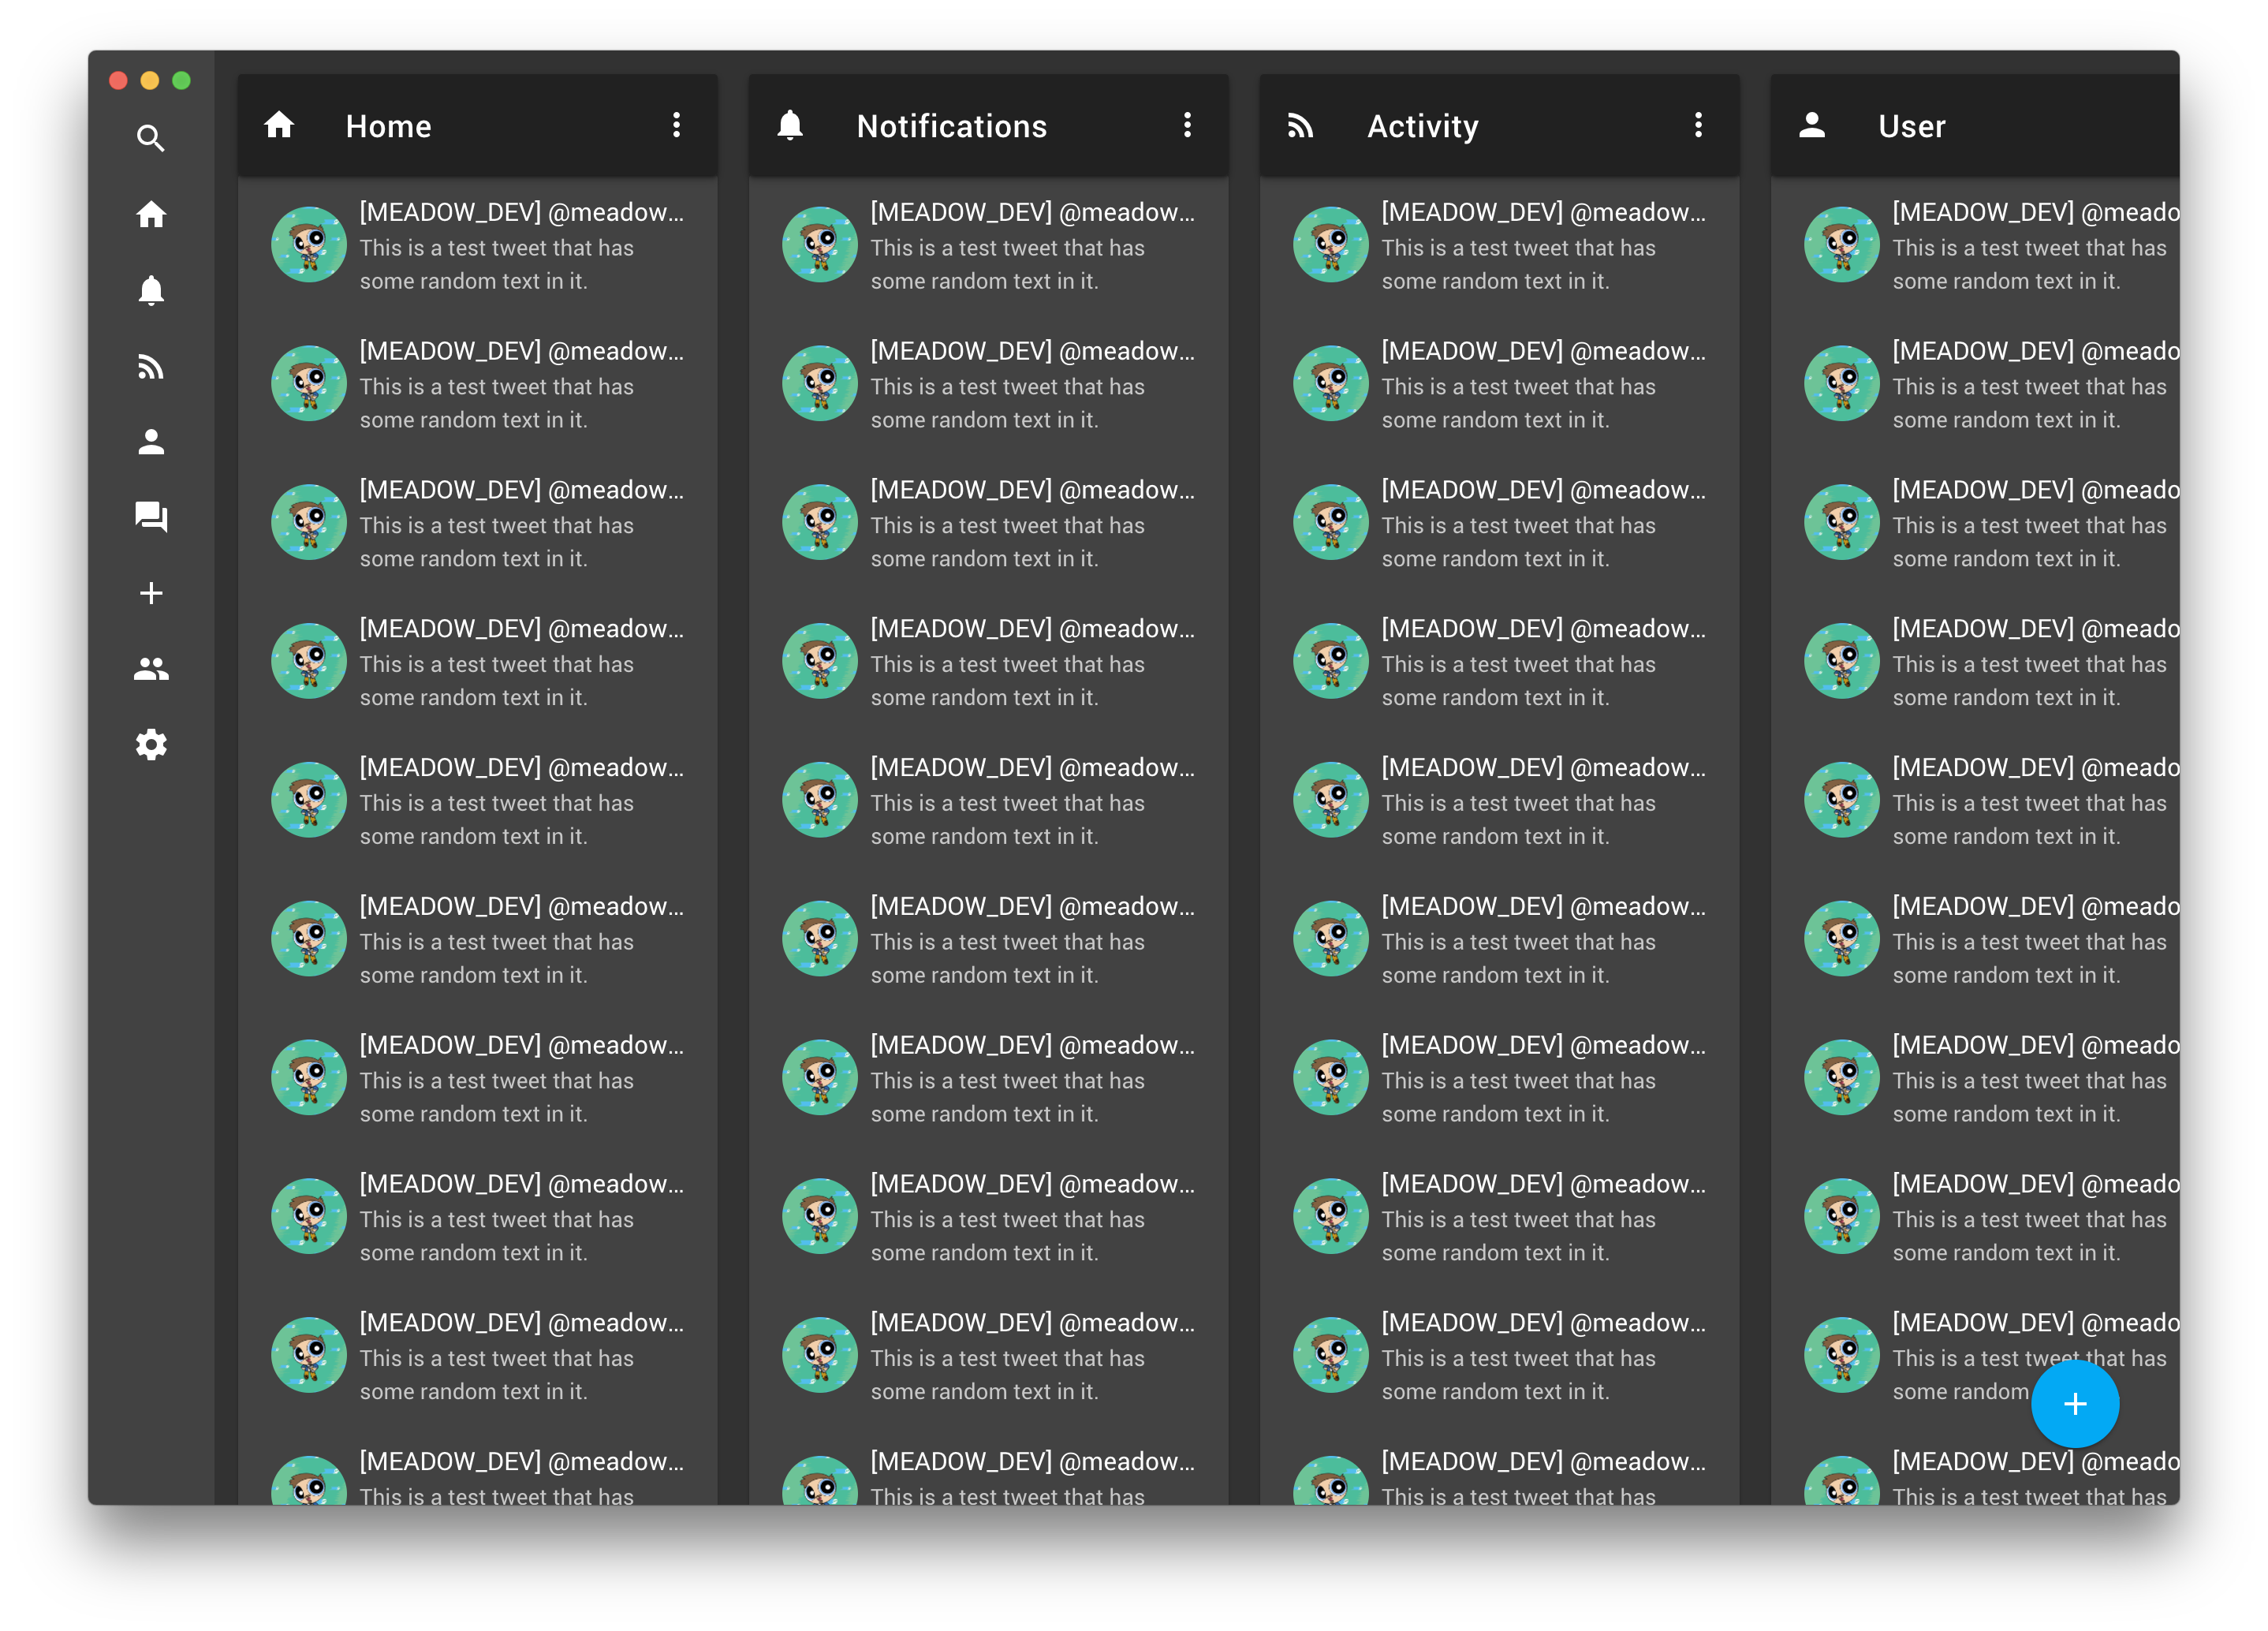 Home
[MEADOW_DEV] @meadow...
This is a test tweet that has
some random text in it.
[MEADOW_DEV] @meadow...
This is a test tweet that has
some random text in it.
[MEADOW_DEV] @meadow...
This is a test tweet that has
some random text in it.
[MEADOW_DEV] @meadow...
This is a test tweet that has
some random text in it.
[MEADOW_DEV] @meadow...
This is a test tweet that has
some random text in it.
[MEADOW_DEV] @meadow...
This is a test tweet that has
some random text in it.
[MEADOW_DEV] @meadow...
This is a test tweet that has
some random text in it.
[MEADOW_DEV] @meadow...
This is a test tweet that has
some random text in it.
[MEADOW_DEV] @meadow...
This is a test tweet that has
some random text in it.
[MEADOW_DEV] @meadow...
This is a test tweet that has
Notifications
[MEADOW_DEV] @meadow...
This is a test tweet that has
some random text in it.
[MEADOW_DEV] @meadow...
This is a test tweet that has
some random text in it.
[MEADOW_DEV] @meadow...
This is a test tweet that has
some random text in it.
[MEADOW_DEV] @meadow...
This is a test tweet that has
some random text in it.
[MEADOW_DEV] @meadow...
This is a test tweet that has
some random text in it.
[MEADOW_DEV] @meadow...
This is a test tweet that has
some random text in it.
[MEADOW_DEV] @meadow...
This is a test tweet that has
some random text in it.
[MEADOW_DEV] @meadow...
This is a test tweet that has
some random text in it.
[MEADOW_DEV] @meadow...
This is a test tweet that has
some random text in it.
[MEADOW_DEV] @meadow...
This is a test tweet that has
Activity
[MEADOW_DEV] @meadow...
This is a test tweet that has
some random text in it.
[MEADOW_DEV] @meadow...
This is a test tweet that has
some random text in it.
[MEADOW_DEV] @meadow...
This is a test tweet that has
some random text in it.
[MEADOW_DEV] @meadow...
This is a test tweet that has
some random text in it.
[MEADOW_DEV] @meadow...
This is a test tweet that has
some random text in it.
[MEADOW_DEV] @meadow...
This is a test tweet that has
some random text in it.
[MEADOW_DEV] @meadow...
This is a test tweet that has
some random text in it.
[MEADOW_DEV] @meadow...
This is a test tweet that has
some random text in it.
[MEADOW_DEV] @meadow...
This is a test tweet that has
some random text in it.
[MEADOW_DEV] @meadow...
This is a test tweet that has
User
[MEADOW_DEV] @meado
This is a test tweet that has
some random text in it.
[MEADOW_DEV] @meado
This is a test tweet that has
some random text in it.
[MEADOW_DEV] @meado
This is a test tweet that has
some random text in it.
[MEADOW_DEV] @meado
This is a test tweet that has
some random text in it.
[MEADOW_DEV] @meado
This is a test tweet that has
some random text in it.
[MEADOW_DEV] @meado
This is a test tweet that has
some random text in it.
[MEADOW_DEV] @meado
This is a test tweet that has
some random text in it.
[MEADOW_DEV] @meado
This is a test tweet that has
some random text in it.
[MEADOW_DEV] @meado
This is a test tweet that has
some random
[MEADOW_DEV] @meado
This is a test tweet that has